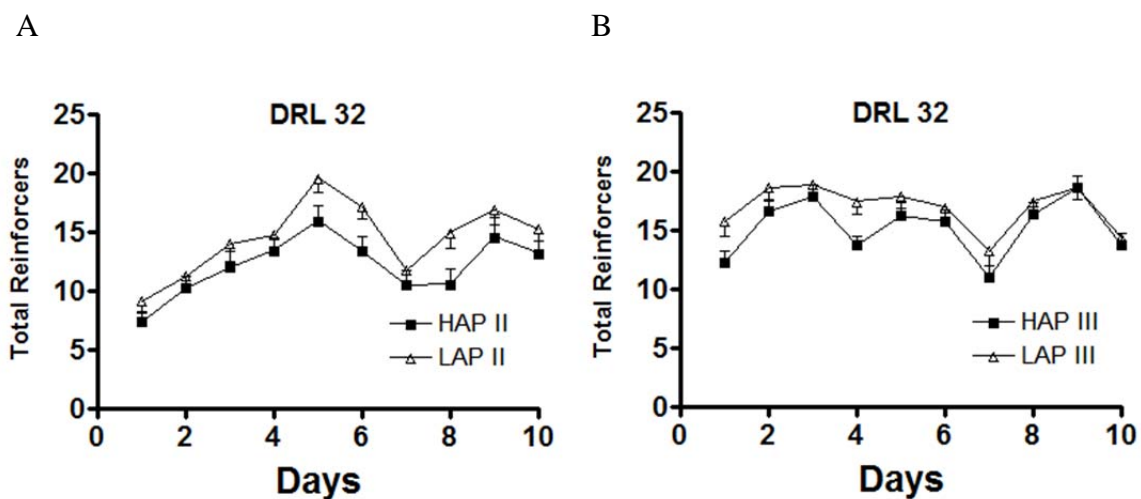 A
DRL 32
25
20
15
10
5
0
Total Reinforcers
HAP II
LAP II
0 2 4 6 8 10
Days
B
DRL 32
25
20
15
10
5
0
Total Reinforcers
HAP III
LAP III
0 2 4 6 8 10
Days